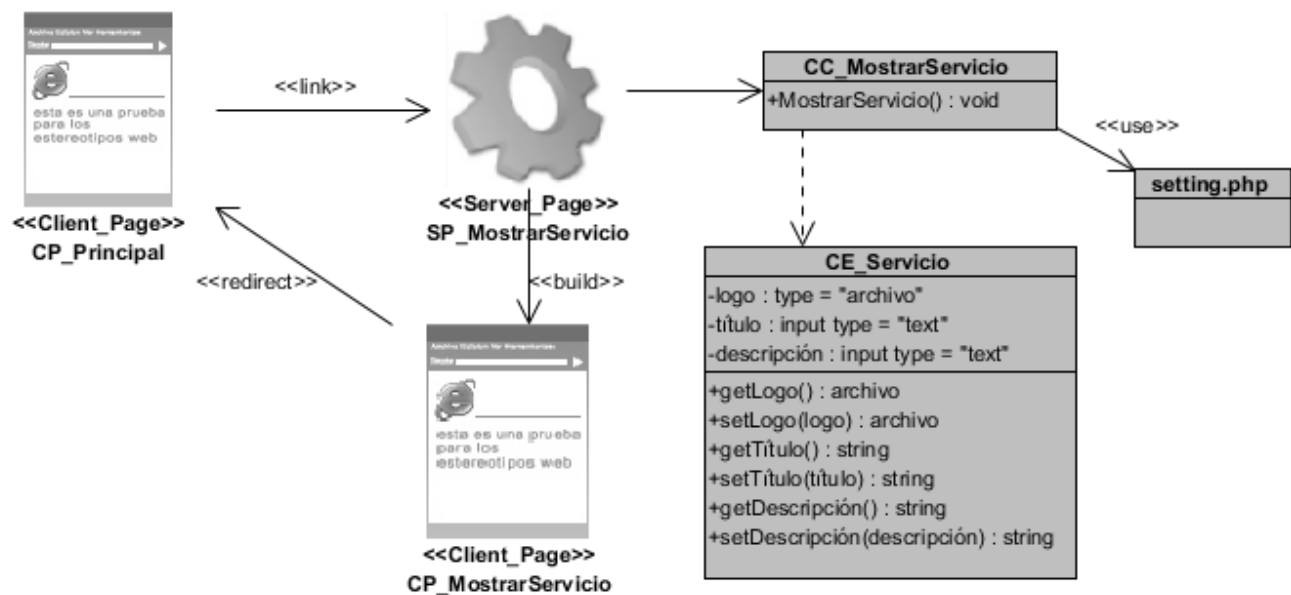 esta es una prueba
para los
estereotipos web
<<Client_Page>>
CP_Principal
<<link>>
<<Server_Page>>
SP_MostrarServicio
<<redirect>>
<<build>>
esta es una prueba
para los
estereotipos web
<<Client_Page>>
CP_MostrarServicio
CC_MostrarServicio
+MostrarServicio() : void
<<use>>
setting.php
CE_Servicio
-logo : type = "archivo"
-título : input type = "text"
-descripción : input type = "text"
+getLogo() : archivo
+setLogo(logo) : archivo
+getTítulo() : string
+setTítulo(título) : string
+getDescripción() : string
+setDescripción(descripción) : string